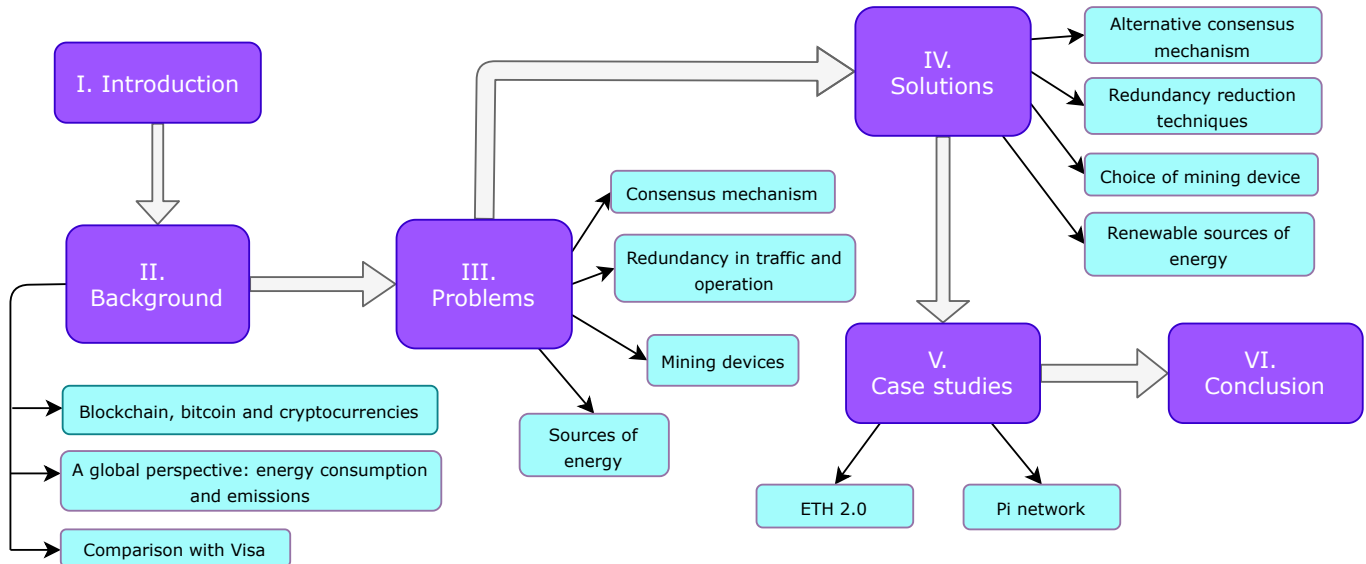 I. Introduction
II.
Background
Blockchain, bitcoin and cryptocurrencies
A global perspective: energy consumption
and emissions
Comparison with Visa
III.
Problems
Consensus mechanism
Redundancy in traffic and
operation
Mining devices
Sources of
energy
IV.
Solutions
Alternative consensus
mechanism
Redundancy reduction
techniques
Choice of mining device
Renewable sources of
energy
V.
Case studies
ETH 2.0
Pi network
VI.
Conclusion